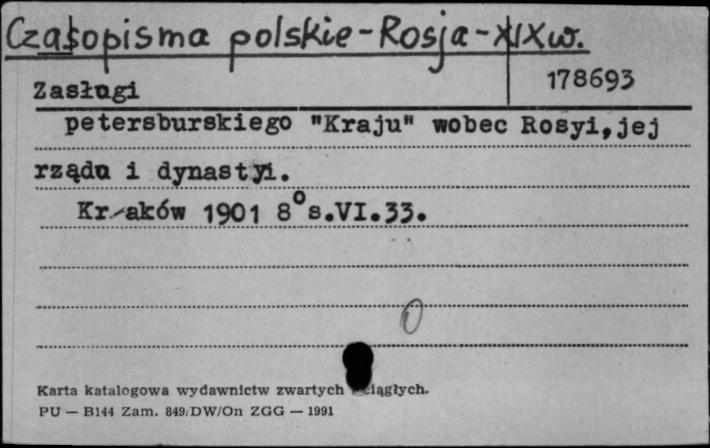 Czasopisma polskie-Rosja-XIXw.
Zasługi 178693
petersburskiego "Kraju" wobec Rosyi, jej
rządu i dynastyi.
Kraków 1901 8° s.VI.33.
Karta katalogowa wydawnictw zwartych ciągłych.
PU — B144 Zam. 849/DW/On ZGG — 1991